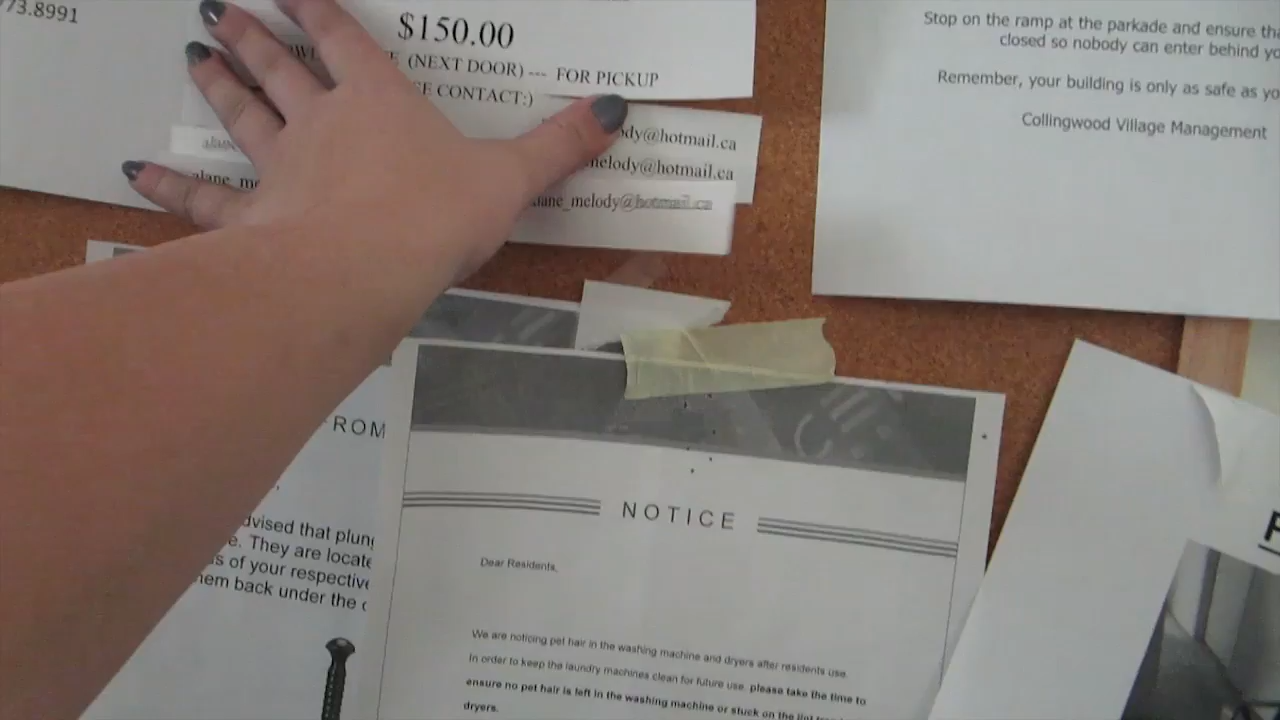 73.8991
$150.00
(NEXT DOOR) --- FOR PICKUP
CONTACT:)
dy@hotmail.ca
melody@hotmail.ca
alane_melody@hotmail.ca
alane_me
Stop on the ramp at the parkade and ensure tha
closed so nobody can enter behind yo
Remember, your building is only as safe as yo
Collingwood Village Management
ROM
dvised that plung
e. They are locate
s of your respective
hem back under the c
NOTICE
Dear Residents,
We are noticing pet hair in the washing machine and dryers after residents use.
In order to keep the laundry machines clean for future use, please take the time to
ensure no pet hair is left in the washing machine or stuck on the lint
dryers.